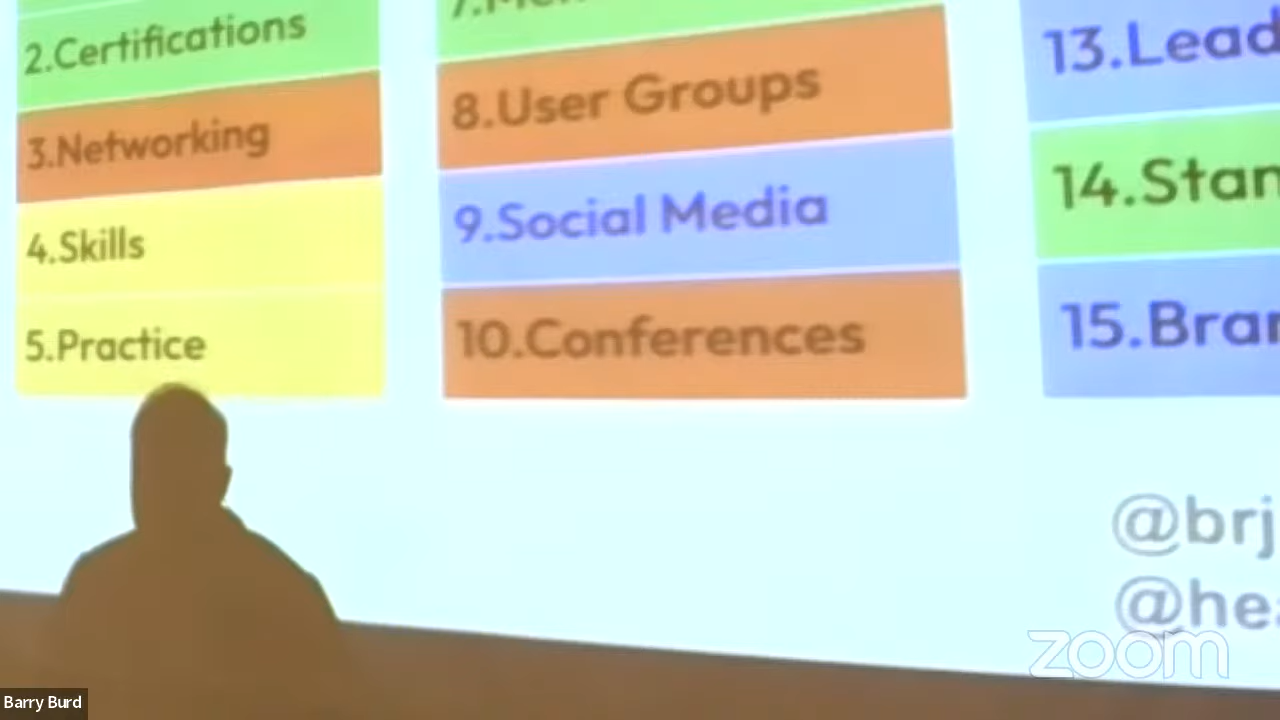 2.Certifications
3.Networking
4.Skills
5.Practice
8.User Groups
9.Social Media
10.Conferences
13.Lead
14.Stan
15.Bran
@brj
@hea
zoom
Barry Burd